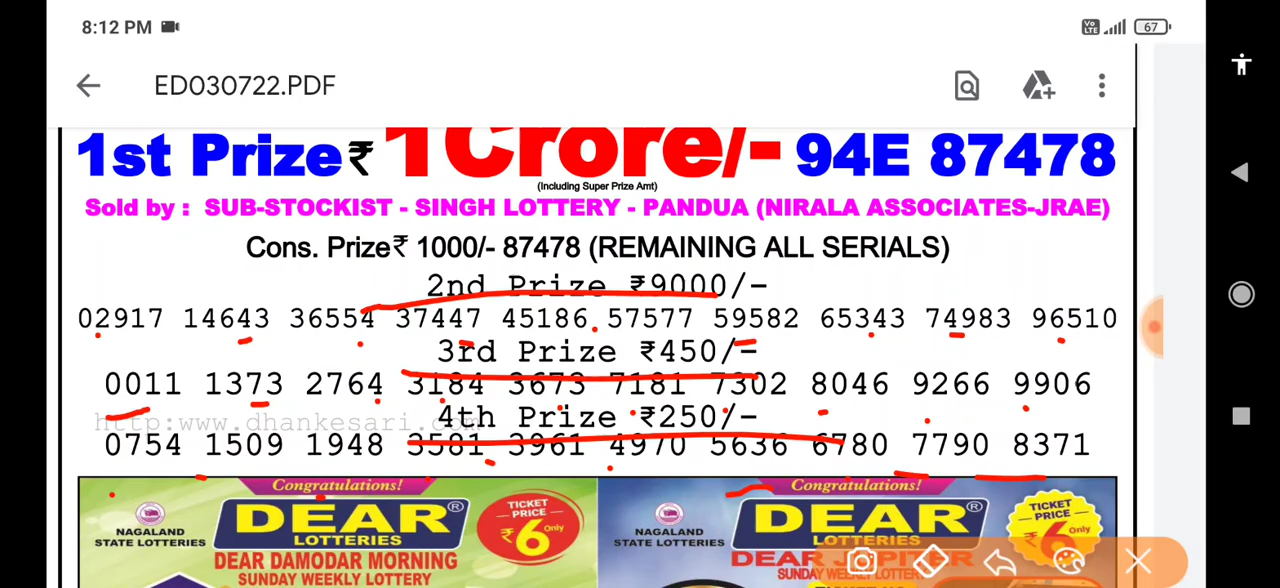 8:12 PM
Vo LTE 67
ED030722.PDF
1st Prize₹ 1Crore/- 94E 87478
(Including Super Prize Amt)
Sold by : SUB-STOCKIST - SINGH LOTTERY - PANDUA (NIRALA ASSOCIATES-JRAE)
Cons. Prize₹ 1000/- 87478 (REMAINING ALL SERIALS)
2nd Prize ₹9000/-
02917 14643 36554 37447 45186 57577 59582 65343 74983 96510
3rd Prize ₹450/-
0011 1373 2764 3184 3673 7181 7302 8046 9266 9906
http:www.dhankesari.com
4th Prize ₹250/-
0754 1509 1948 3581 3961 4970 5636 6780 7790 8371
Congratulations!
NAGALAND
STATE LOTTERIES
DEAR®
LOTTERIES
TICKET
PRICE
₹6 Only
DEAR DAMODAR MORNING
SUNDAY WEEKLY LOTTERY
Congratulations!
NAGALAND
STATE LOTTERIES
DEAR®
LOTTERIES
TICKET
PRICE
₹6 Only
DEAR JUPITER
SUNDAY WEEKLY